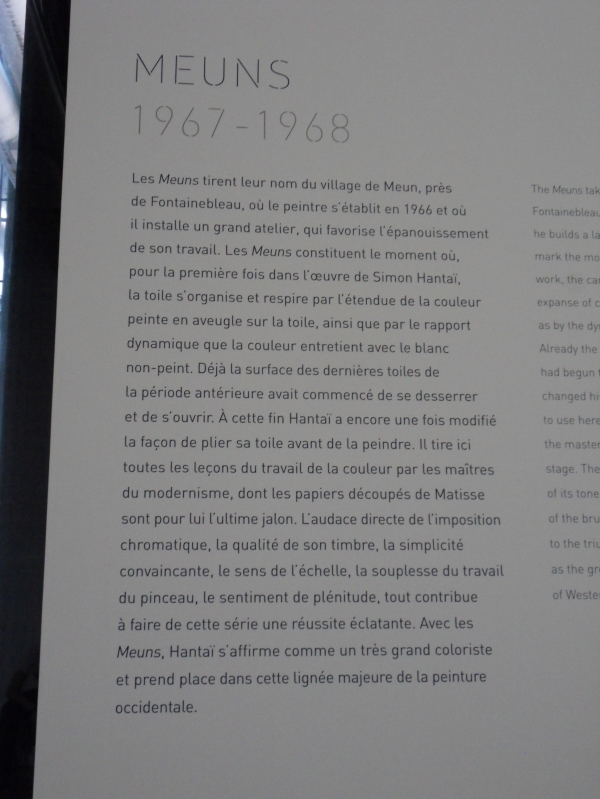 MEUNS
1967-1968
Les Meuns tirent leur nom du village de Meun, près
de Fontainebleau, où le peintre s'établit en 1966 et où
il installe un grand atelier, qui favorise l'épanouissement
de son travail. Les Meuns constituent le moment où,
pour la première fois dans l'œuvre de Simon Hantaï,
la toile s'organise et respire par l'étendue de la couleur
peinte en aveugle sur la toile, ainsi que par le rapport
dynamique que la couleur entretient avec le blanc
non-peint. Déjà la surface des dernières toiles de
la période antérieure avait commencé de se desserrer
et de s'ouvrir. À cette fin Hantaï a encore une fois modifié
la façon de plier sa toile avant de la peindre. Il tire ici
toutes les leçons du travail de la couleur par les maîtres
du modernisme, dont les papiers découpés de Matisse
sont pour lui l'ultime jalon. L'audace directe de l'imposition
chromatique, la qualité de son timbre, la simplicité
convaincante, le sens de l'échelle, la souplesse du travail
du pinceau, le sentiment de plénitude, tout contribue
à faire de cette série une réussite éclatante. Avec les
Meuns, Hantaï s'affirme comme un très grand coloriste
et prend place dans cette lignée majeure de la peinture
occidentale.
The Meuns tak
Fontainebleau
he builds a la
mark the mo
work, the ca
expanse of c
as by the dy
Already the
had begun
changed hi
to use here
the master
stage. The
of its tone
of the bru
to the triu
as the gr
of Weste